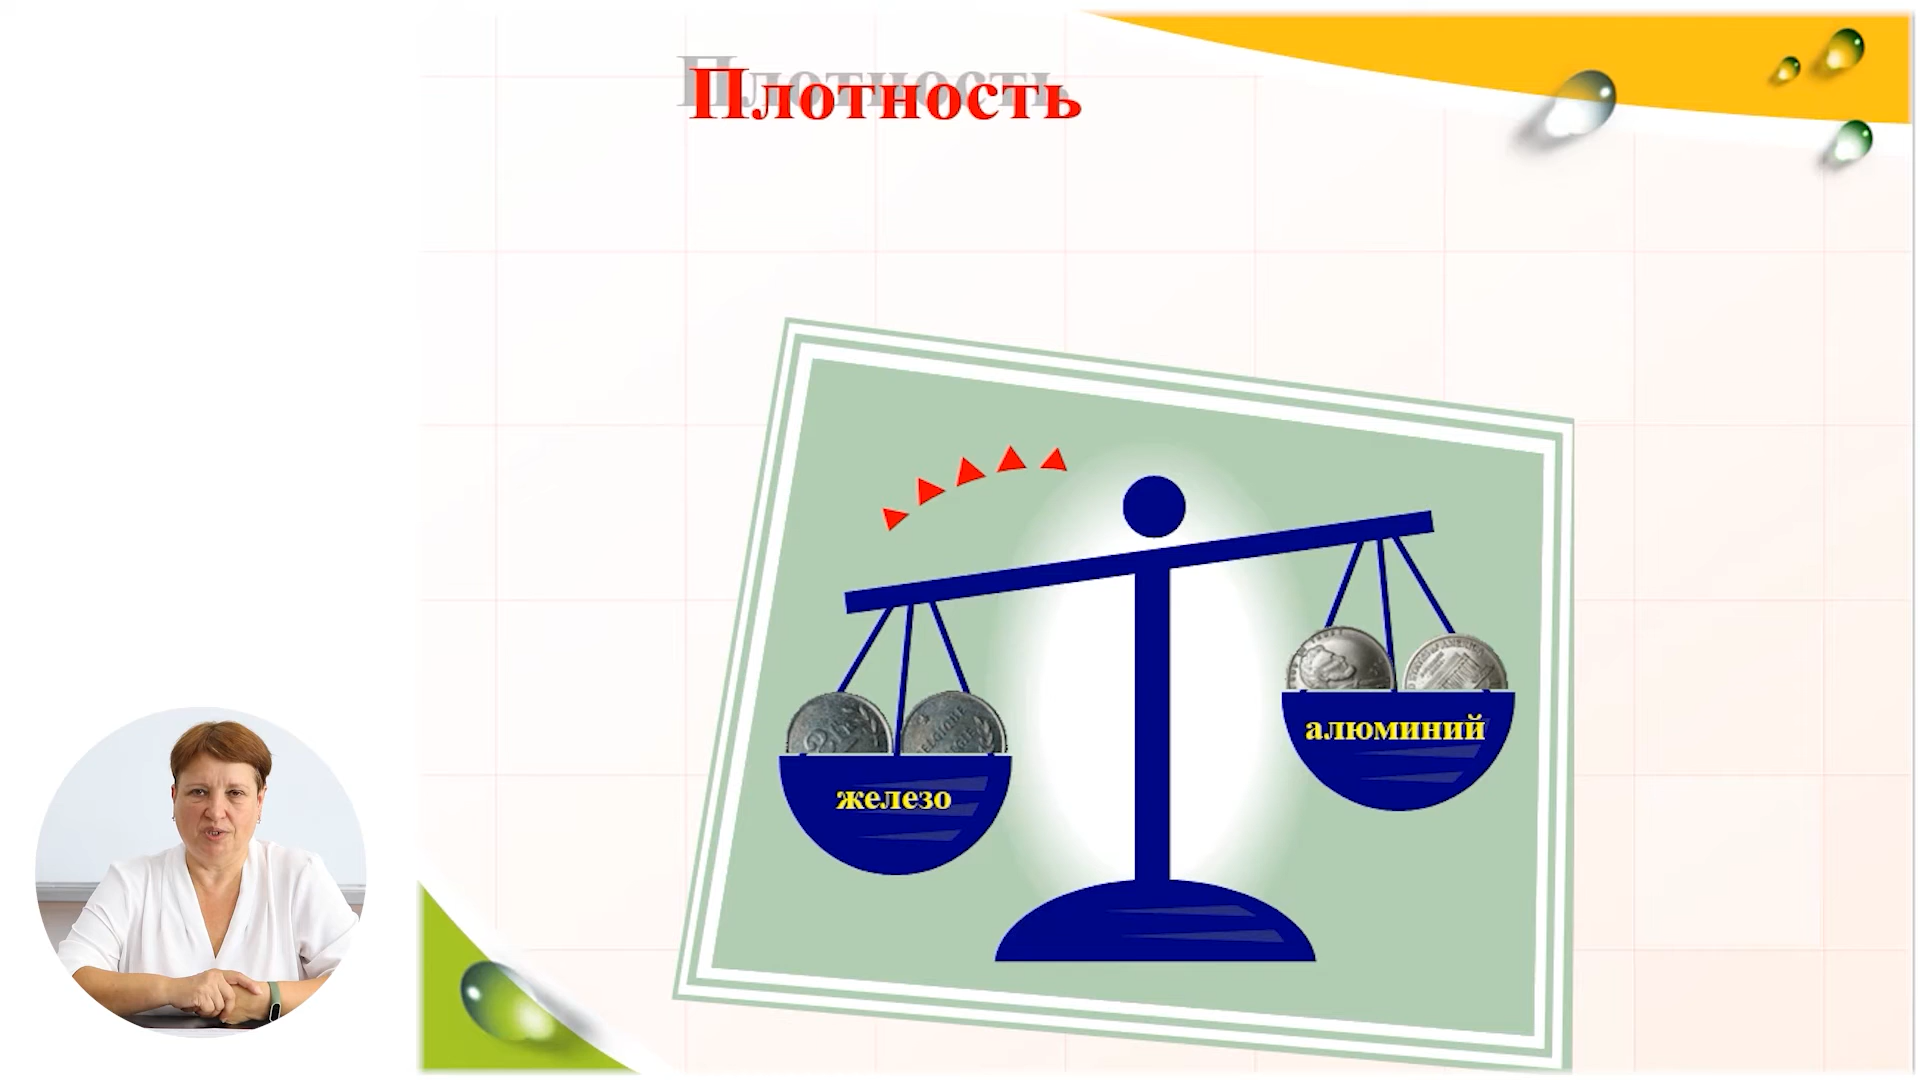 Плотность
железо
алюминий